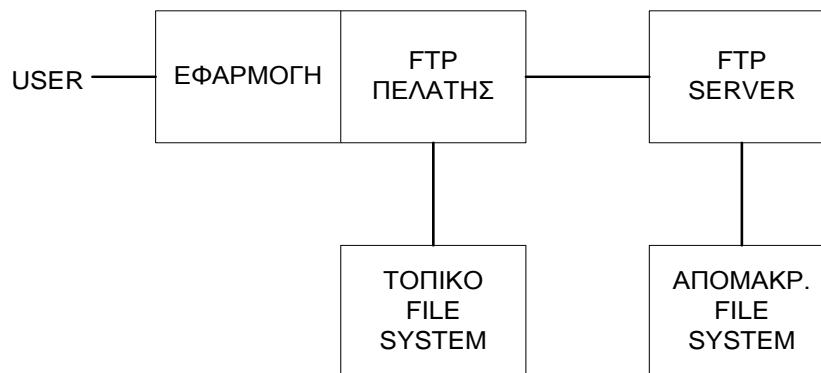 USER
ΕΦΑΡΜΟΓΗ
FTP
ΠΕΛΑΤΗΣ
FTP
SERVER
ΤΟΠΙΚΟ
FILE
SYSTEM
ΑΠΟΜΑΚΡ.
FILE
SYSTEM